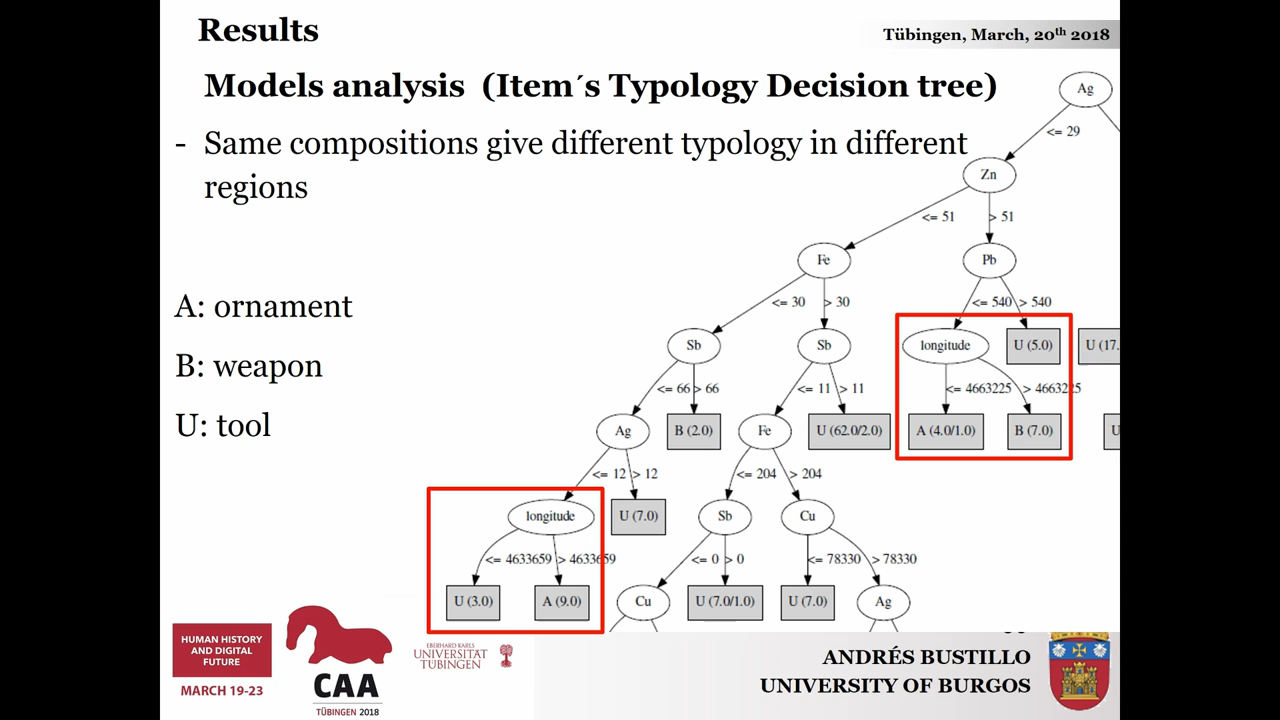 Results
Tübingen, March, 20th 2018
Models analysis (Item´s Typology Decision tree)
- Same compositions give different typology in different
regions
A: ornament
B: weapon
U: tool
Ag
<= 29
Zn
<= 51
> 51
Fe
Pb
<= 30
> 30
<= 540
> 540
Sb
Sb
longitude
U (5.0)
U (17.
<= 66
> 66
<= 11
> 11
<= 4663225
> 4663225
Ag
B (2.0)
Fe
U (62.0/2.0)
A (4.0/1.0)
B (7.0)
U
<= 12
> 12
<= 204
> 204
longitude
U (7.0)
Sb
Cu
<= 4633659
> 4633659
<= 0
> 0
<= 78330
> 78330
U (3.0)
A (9.0)
Cu
U (7.0/1.0)
U (7.0)
Ag
HUMAN HISTORY
AND DIGITAL
FUTURE
MARCH 19-23
CAA
TÜBINGEN 2018
EBERHARD KARLS
UNIVERSITÄT
TÜBINGEN
ANDRÉS BUSTILLO
UNIVERSITY OF BURGOS